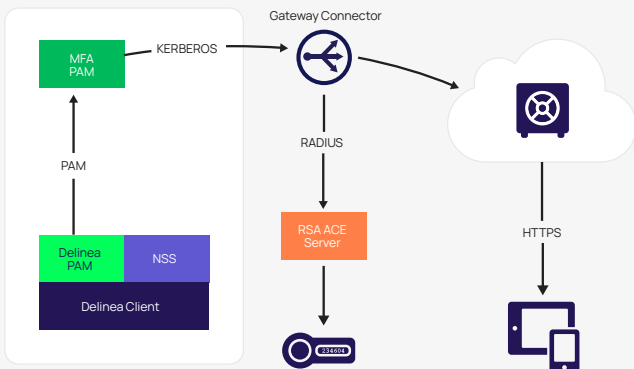 Gateway Connector
MFA
PAM
KERBEROS
PAM
RADIUS
RSA ACE
Server
HTTPS
Delinea
PAM
NSS
Delinea Client
234604